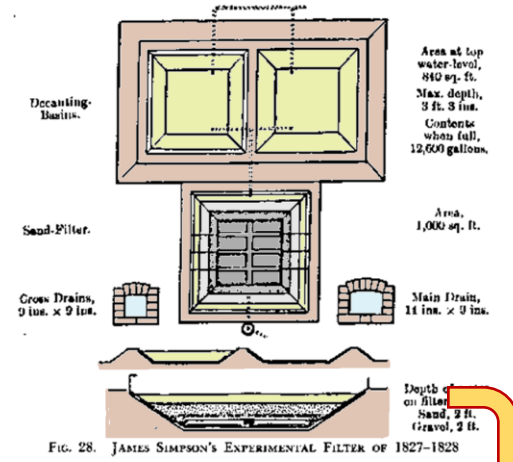 Decanting-
Basins.
Area at top
water-level,
840 sq. ft.
Max. depth,
3 ft. 3 ins.
Contents
when full,
12,600 gallons.
Sand-Filter.
Area,
1,000 sq. ft.
Cross Drains,
9 ins. × 9 ins.
Main Drain,
14 ins. × 9 ins.
Depth of
on filter
Sand, 2 ft.
Gravel, 2 ft.
FIG. 28. JAMES SIMPSON'S EXPERIMENTAL FILTER OF 1827–1828